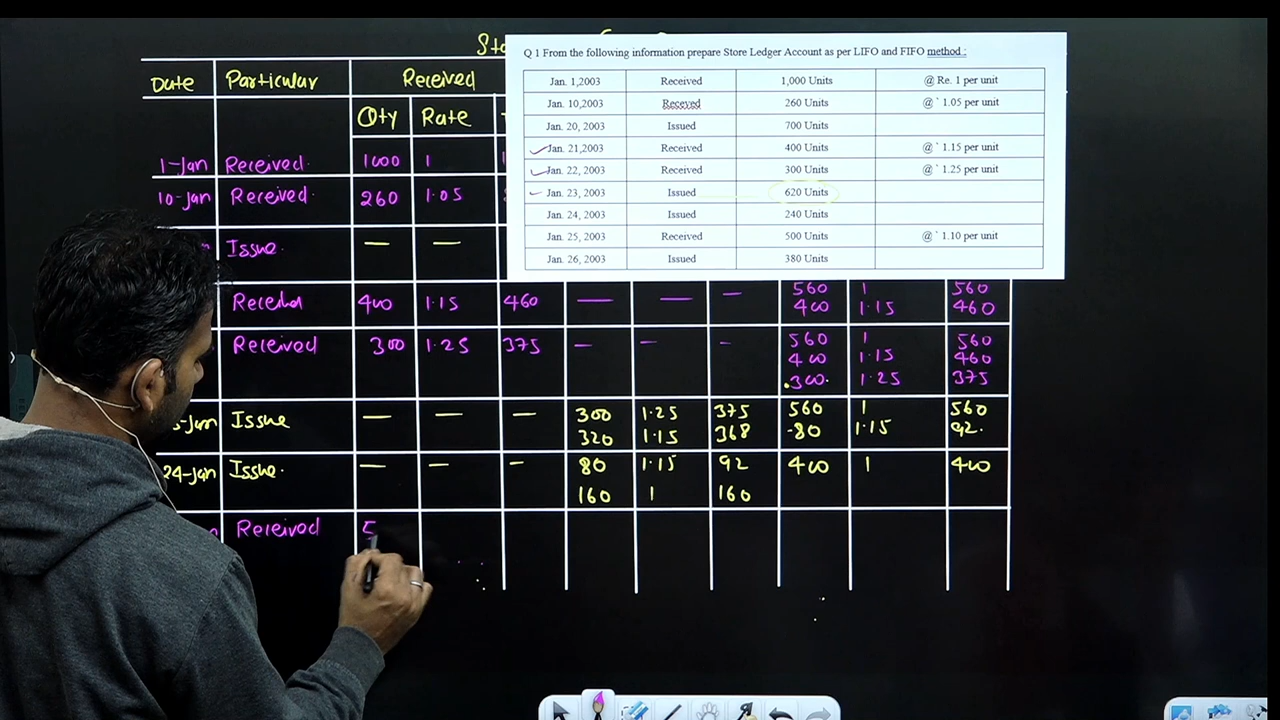 Sto
Q 1 From the following information prepare Store Ledger Account as per LIFO and FIFO method :
Jan. 1,2003 Received 1,000 Units @ Re. 1 per unit
Jan. 10,2003 Receved 260 Units @ ` 1.05 per unit
Jan. 20, 2003 Issued 700 Units
Jan. 21,2003 Received 400 Units @ ` 1.15 per unit
Jan. 22, 2003 Received 300 Units @ ` 1.25 per unit
Jan. 23, 2003 Issued 620 Units
Jan. 24, 2003 Issued 240 Units
Jan. 25, 2003 Received 500 Units @ ` 1.10 per unit
Jan. 26, 2003 Issued 380 Units
Date Particular Received
Qty Rate
1-Jan Received. 1000 1
10-Jan Received. 260 1.05
Issue. — —
Received 400 1.15 460 — — — 560 1 560
400 1.15 460
Received 300 1.25 375 — — — 560 1 560
400 1.15 460
300. 1.25 375
-Jan Issue — — — 300 1.25 375 560 1 560
320 1.15 368 80 1.15 92.
24-Jan Issue. — — — 80 1.15 92 400 1 400
160 1 160
Received 5